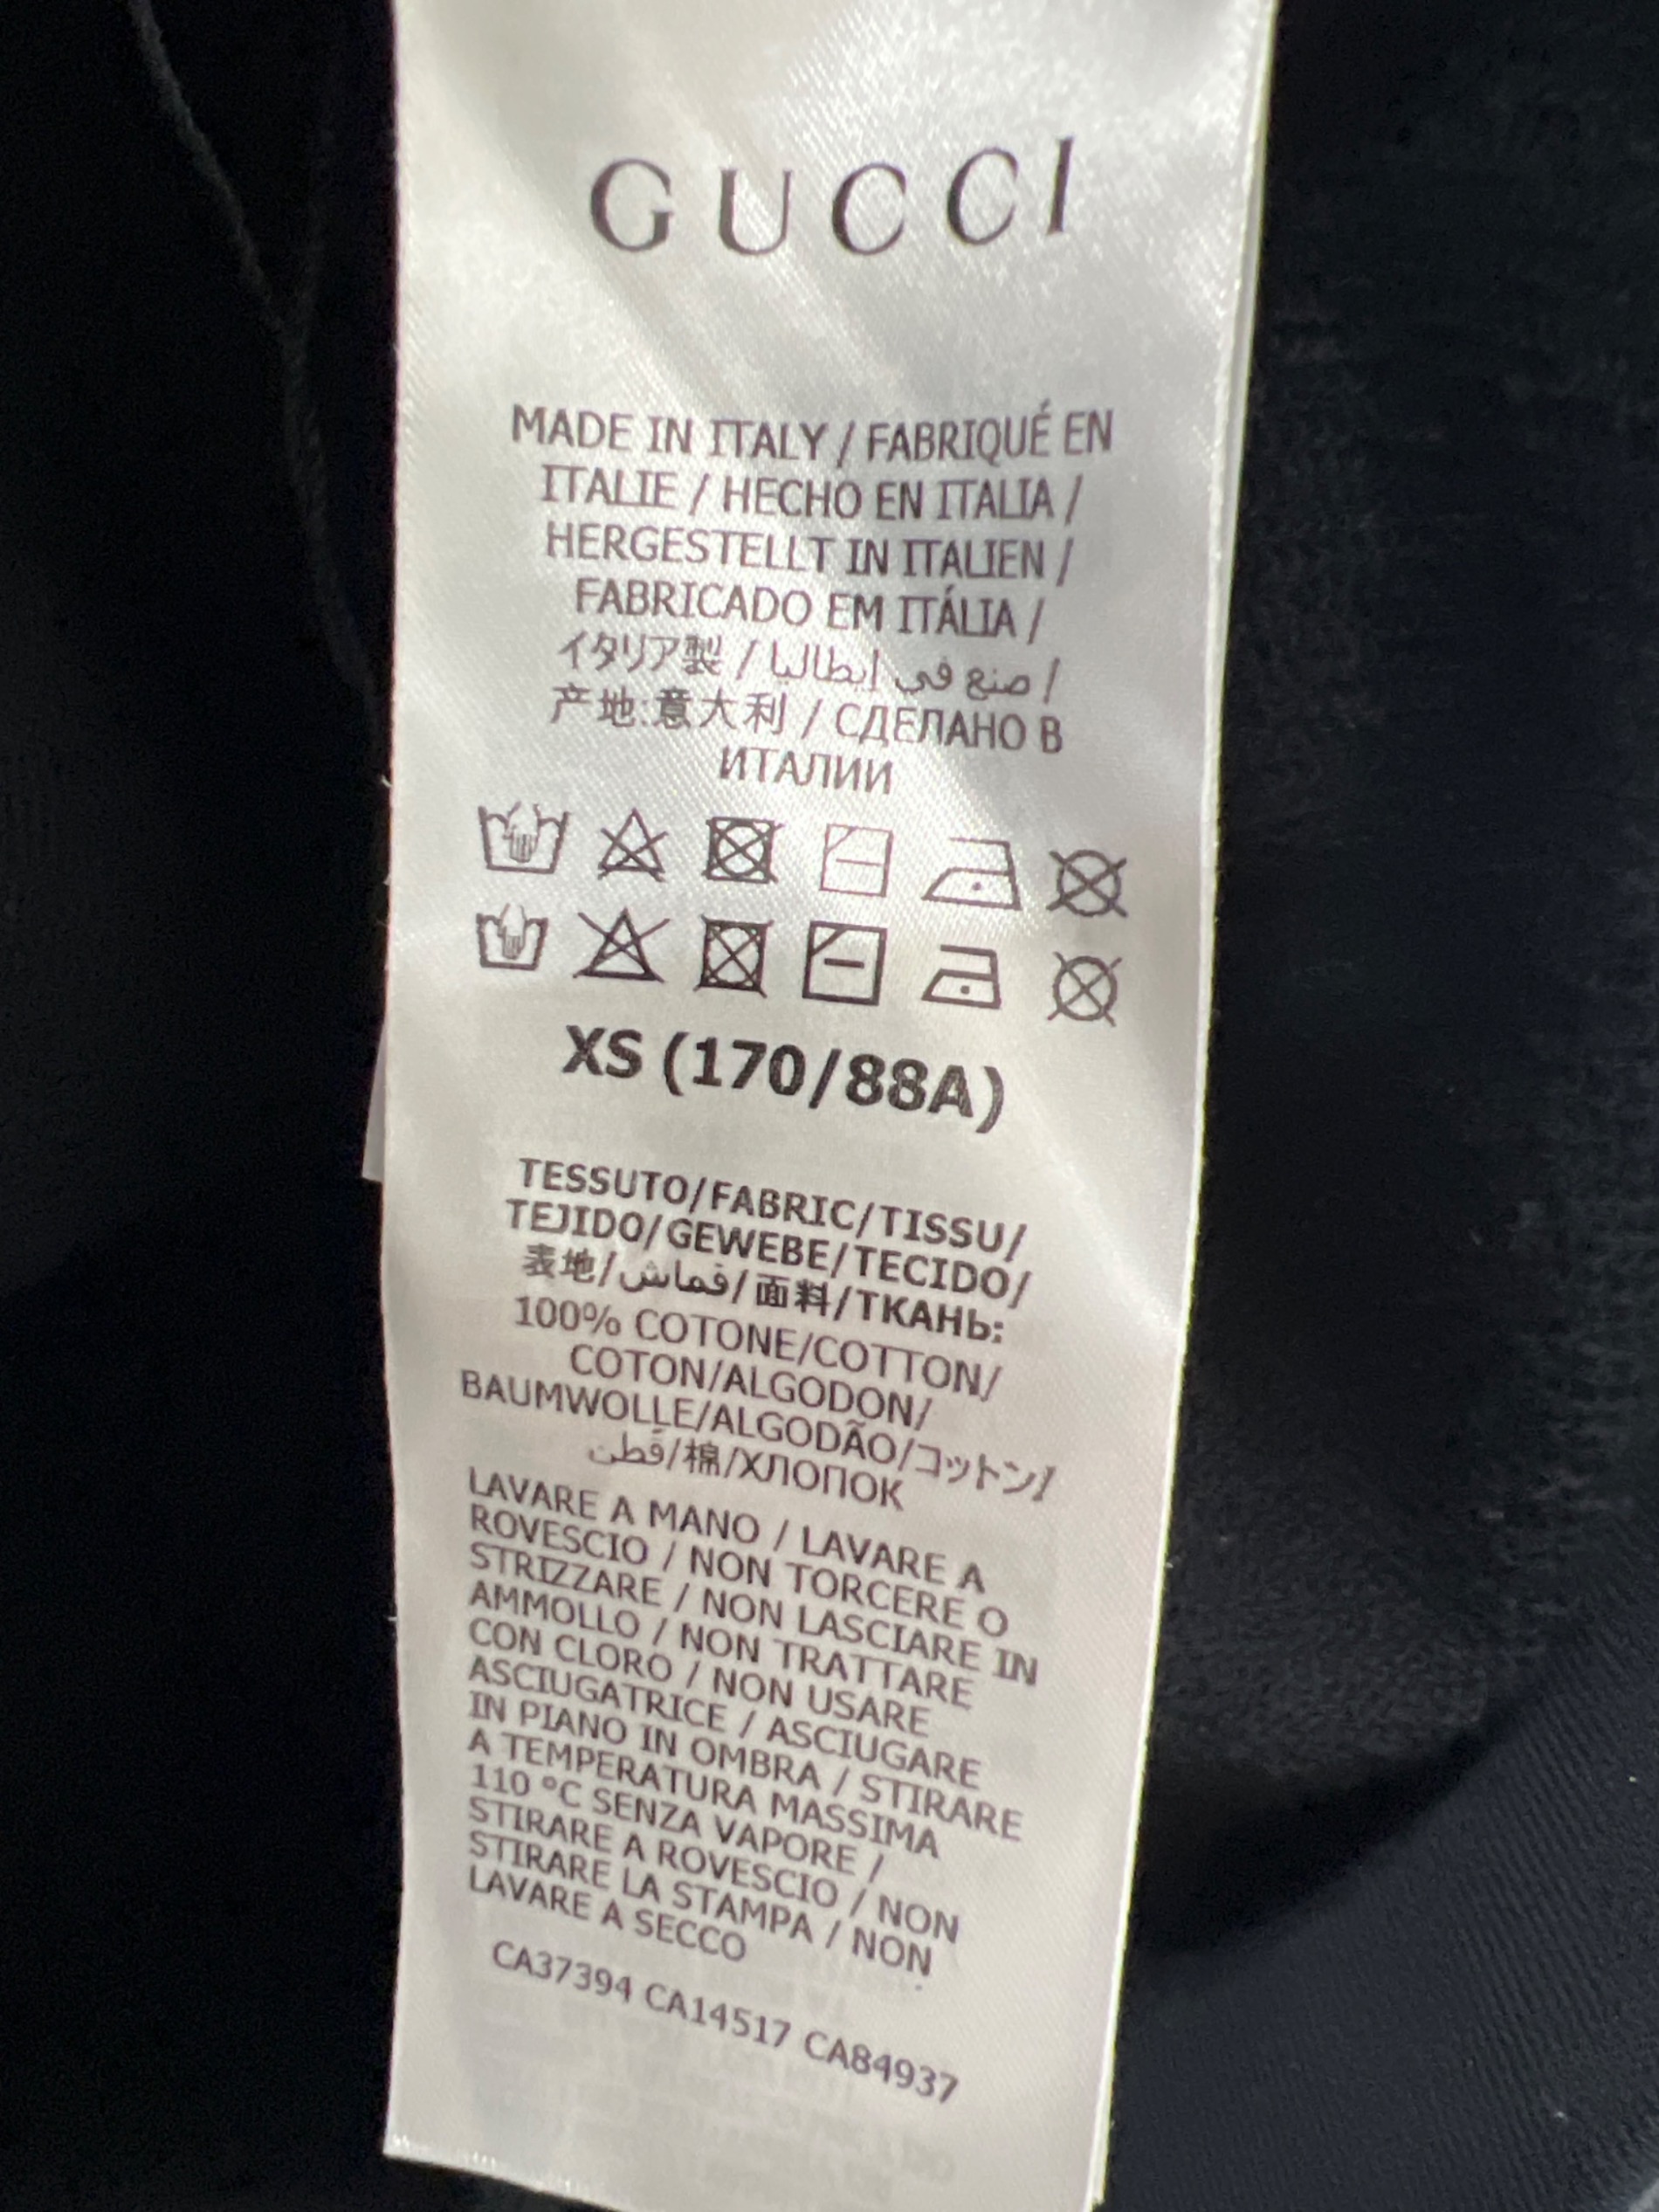 GUCCI
MADE IN ITALY / FABRIQUÉ EN
ITALIE / HECHO EN ITALIA /
HERGESTELLT IN ITALIEN /
FABRICADO EM ITÁLIA /
イタリア製 / صنع في إيطاليا /
产地:意大利 / СДЕЛАНО В
ИТАЛИИ
XS (170/88A)
TESSUTO/FABRIC/TISSU/
TEJIDO/GEWEBE/TECIDO/
表地/قماش/面料/ТКАНЬ:
100% COTONE/COTTON/
COTON/ALGODON/
BAUMWOLLE/ALGODÃO/コットン/
قطن/棉/ХЛОПОК
LAVARE A MANO / LAVARE A
ROVESCIO / NON TORCERE O
STRIZZARE / NON LASCIARE IN
AMMOLLO / NON TRATTARE
CON CLORO / NON USARE
ASCIUGATRICE / ASCIUGARE
IN PIANO IN OMBRA / STIRARE
A TEMPERATURA MASSIMA
110 °C SENZA VAPORE /
STIRARE A ROVESCIO / NON
STIRARE LA STAMPA / NON
LAVARE A SECCO
CA37394 CA14517 CA84937